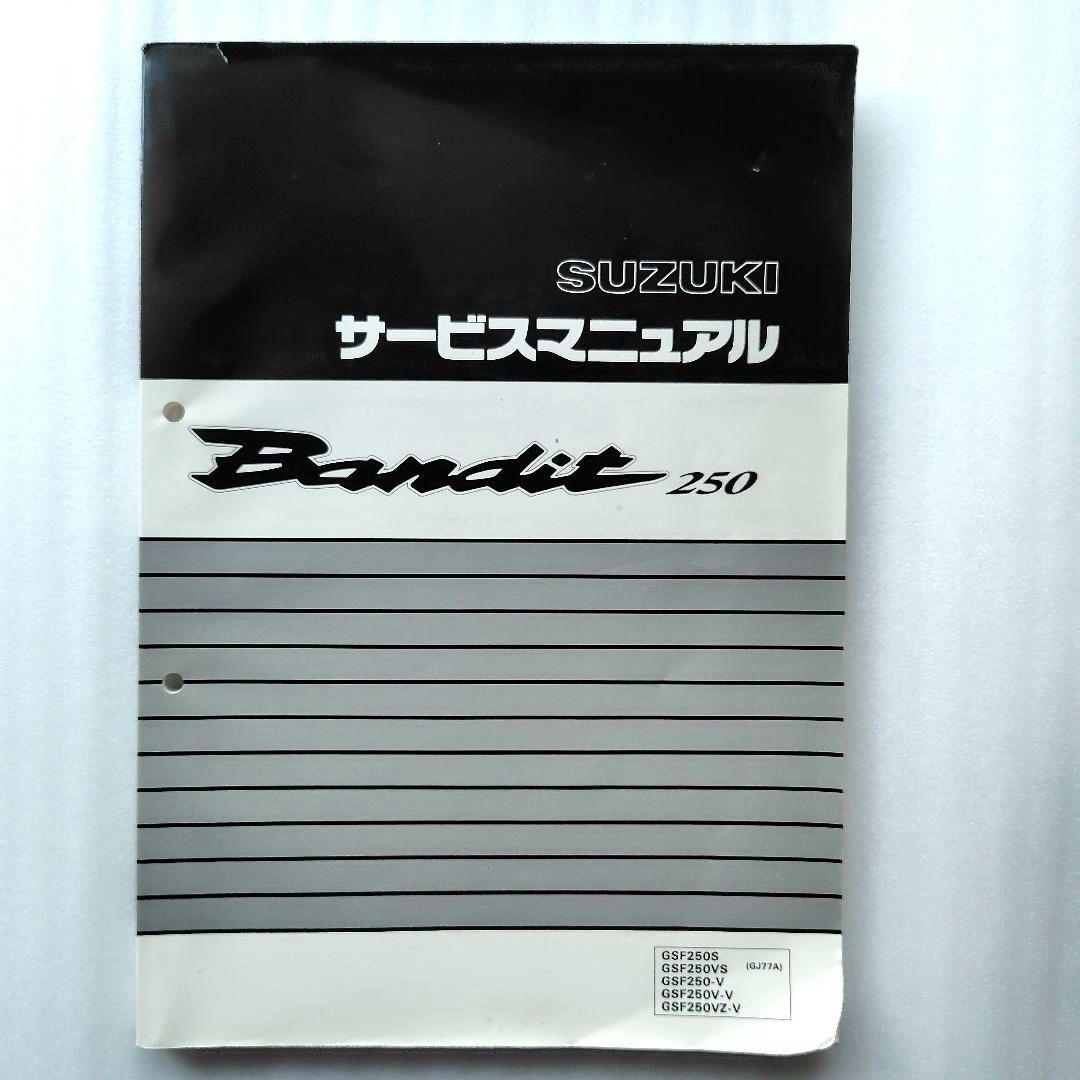 SUZUKI
サービスマニュアル
Bandit 250
GSF250S
GSF250VS (GJ77A)
GSF250-V
GSF250V-V
GSF250VZ-V